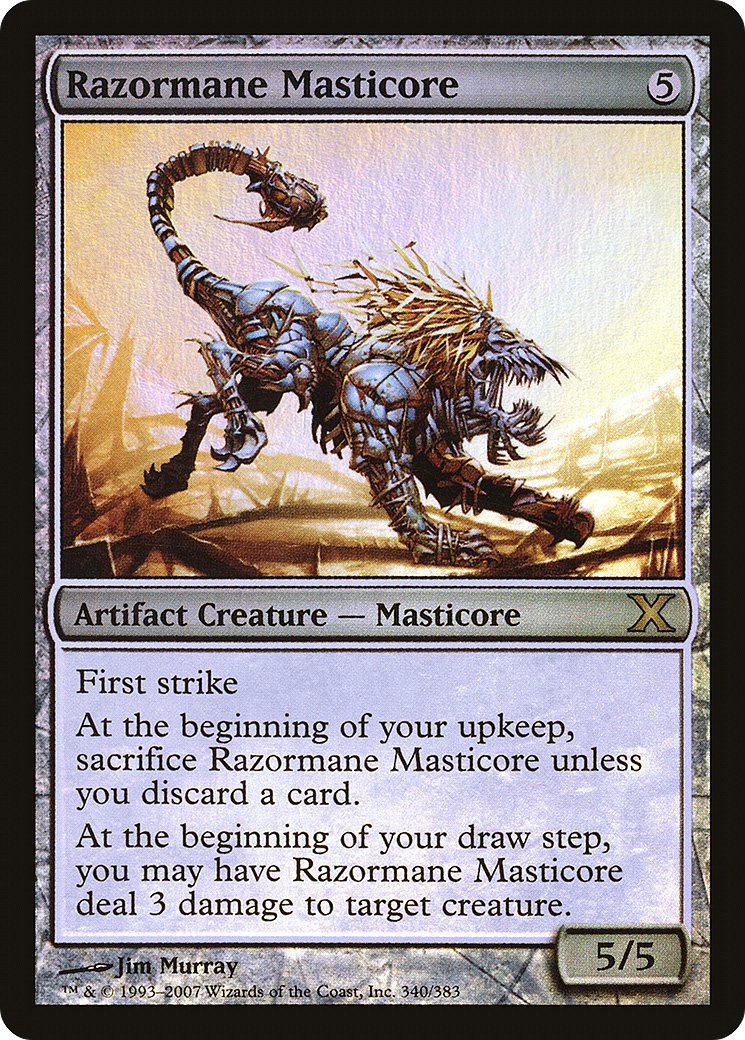 Razormane Masticore 5
Artifact Creature — Masticore X
First strike
At the beginning of your upkeep,
sacrifice Razormane Masticore unless
you discard a card.
At the beginning of your draw step,
you may have Razormane Masticore
deal 3 damage to target creature.
5/5
Jim Murray
™ & © 1993–2007 Wizards of the Coast, Inc. 340/383